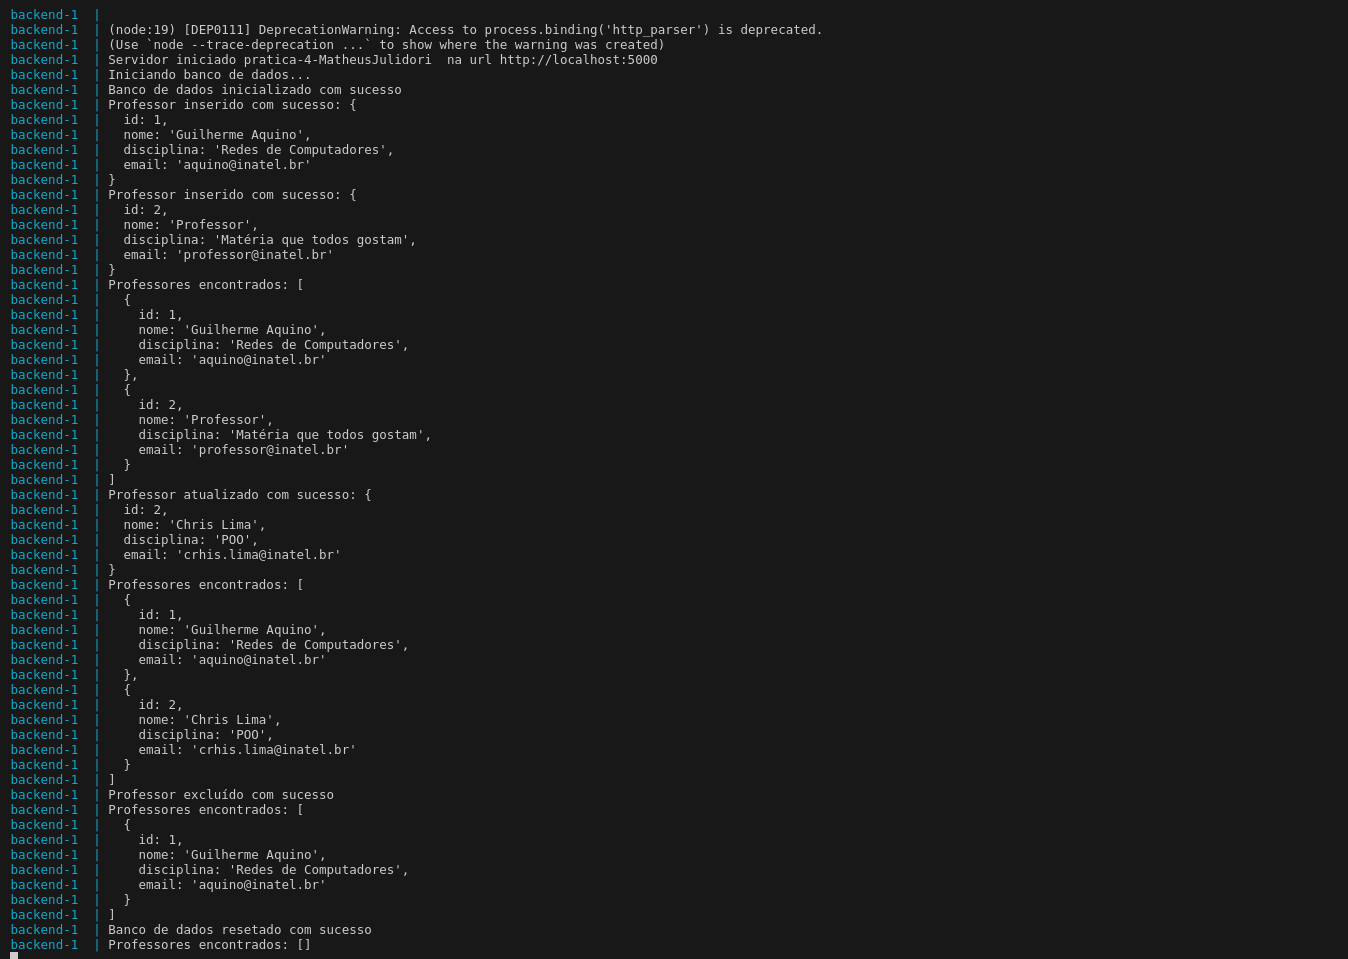 backend-1  |
backend-1  | (node:19) [DEP0111] DeprecationWarning: Access to process.binding('http_parser') is deprecated.
backend-1  | (Use `node --trace-deprecation ...` to show where the warning was created)
backend-1  | Servidor iniciado pratica-4-MatheusJulidori  na url http://localhost:5000
backend-1  | Iniciando banco de dados...
backend-1  | Banco de dados inicializado com sucesso
backend-1  | Professor inserido com sucesso: {
backend-1  |   id: 1,
backend-1  |   nome: 'Guilherme Aquino',
backend-1  |   disciplina: 'Redes de Computadores',
backend-1  |   email: 'aquino@inatel.br'
backend-1  | }
backend-1  | Professor inserido com sucesso: {
backend-1  |   id: 2,
backend-1  |   nome: 'Professor',
backend-1  |   disciplina: 'Matéria que todos gostam',
backend-1  |   email: 'professor@inatel.br'
backend-1  | }
backend-1  | Professores encontrados: [
backend-1  |   {
backend-1  |     id: 1,
backend-1  |     nome: 'Guilherme Aquino',
backend-1  |     disciplina: 'Redes de Computadores',
backend-1  |     email: 'aquino@inatel.br'
backend-1  |   },
backend-1  |   {
backend-1  |     id: 2,
backend-1  |     nome: 'Professor',
backend-1  |     disciplina: 'Matéria que todos gostam',
backend-1  |     email: 'professor@inatel.br'
backend-1  |   }
backend-1  | ]
backend-1  | Professor atualizado com sucesso: {
backend-1  |   id: 2,
backend-1  |   nome: 'Chris Lima',
backend-1  |   disciplina: 'POO',
backend-1  |   email: 'crhis.lima@inatel.br'
backend-1  | }
backend-1  | Professores encontrados: [
backend-1  |   {
backend-1  |     id: 1,
backend-1  |     nome: 'Guilherme Aquino',
backend-1  |     disciplina: 'Redes de Computadores',
backend-1  |     email: 'aquino@inatel.br'
backend-1  |   },
backend-1  |   {
backend-1  |     id: 2,
backend-1  |     nome: 'Chris Lima',
backend-1  |     disciplina: 'POO',
backend-1  |     email: 'crhis.lima@inatel.br'
backend-1  |   }
backend-1  | ]
backend-1  | Professor excluído com sucesso
backend-1  | Professores encontrados: [
backend-1  |   {
backend-1  |     id: 1,
backend-1  |     nome: 'Guilherme Aquino',
backend-1  |     disciplina: 'Redes de Computadores',
backend-1  |     email: 'aquino@inatel.br'
backend-1  |   }
backend-1  | ]
backend-1  | Banco de dados resetado com sucesso
backend-1  | Professores encontrados: []